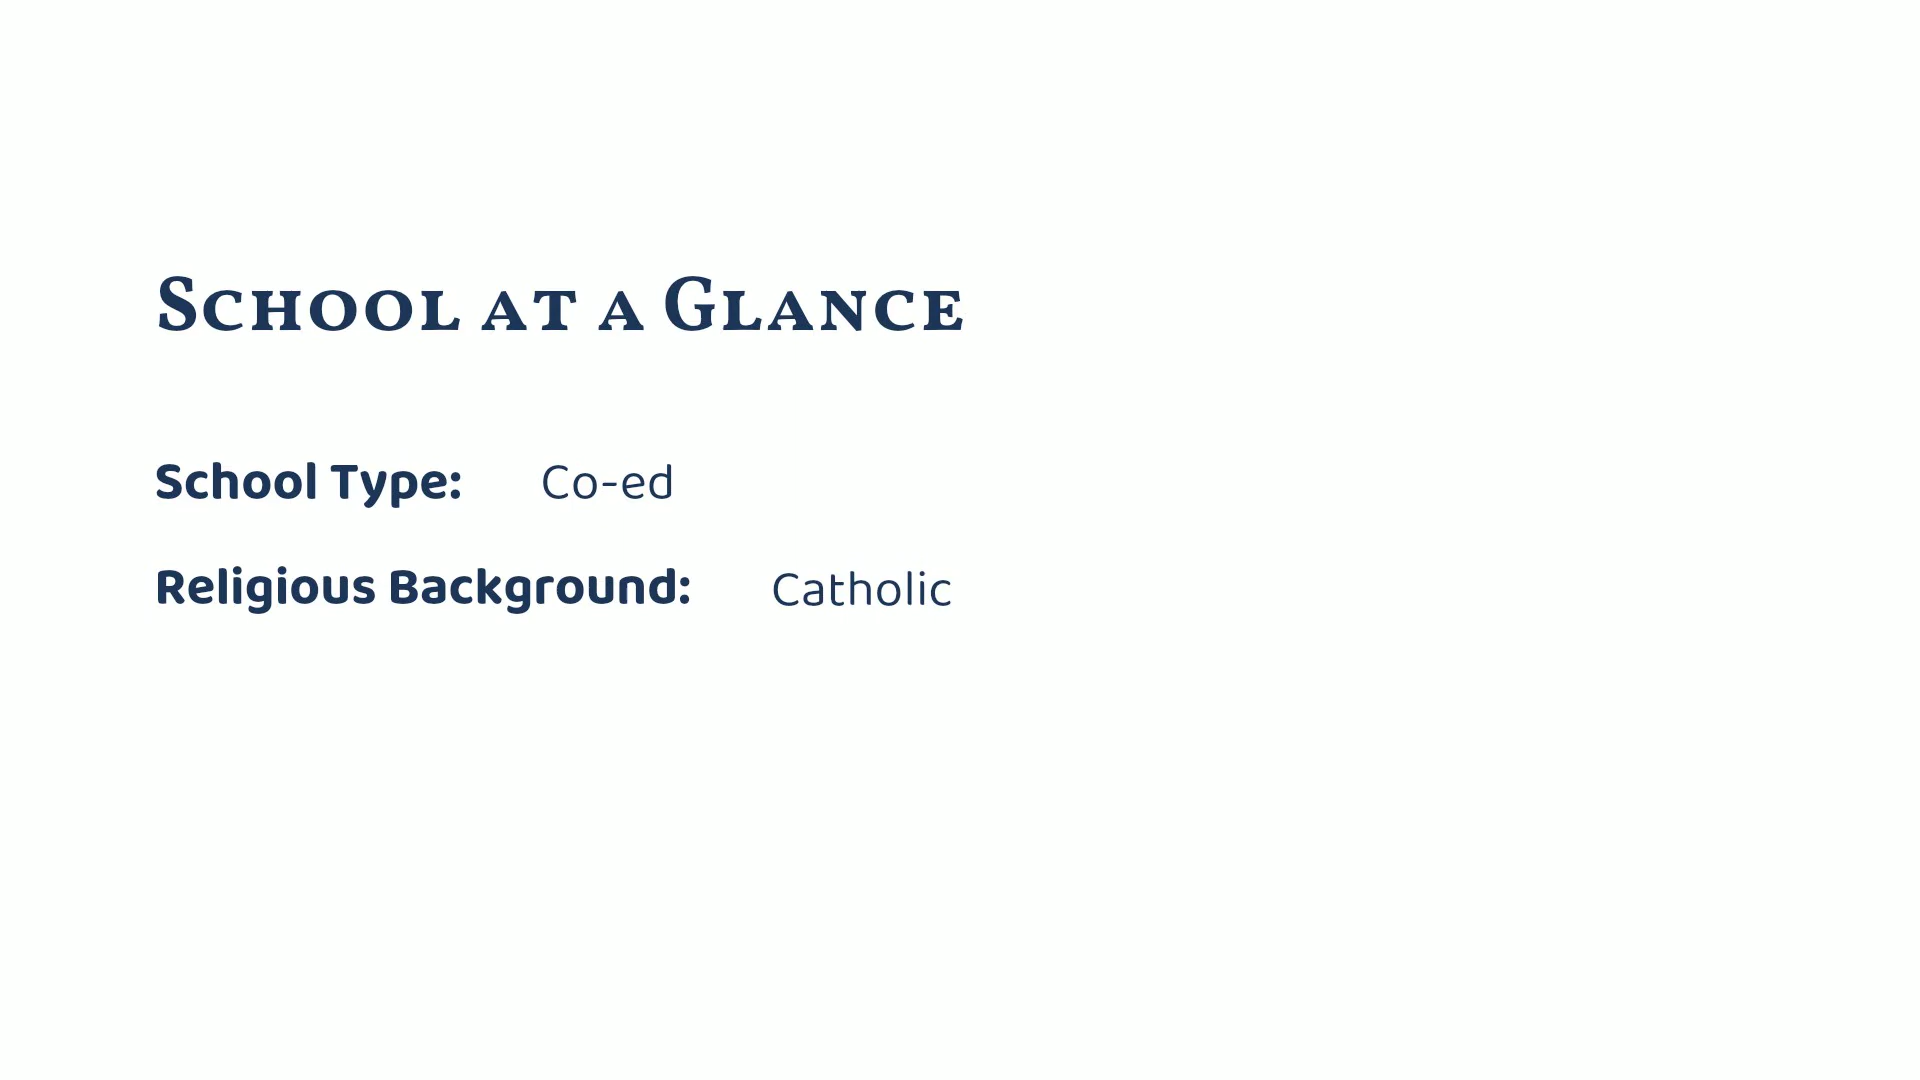 School at a Glance
School Type: Co-ed
Religious Background: Catholic